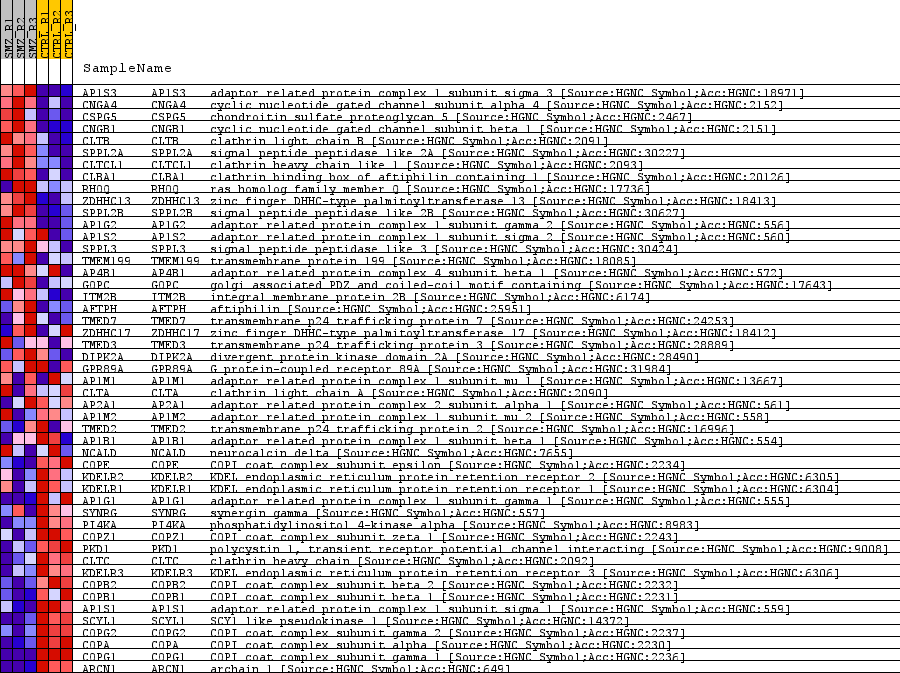 SMZ_R1
SMZ_R2
SMZ_R3
CTRL_R1
CTRL_R2
CTRL_R3
SampleName
AP1S3 AP1S3 adaptor related protein complex 1 subunit sigma 3 [Source:HGNC Symbol;Acc:HGNC:18971]
CNGA4 CNGA4 cyclic nucleotide gated channel subunit alpha 4 [Source:HGNC Symbol;Acc:HGNC:2152]
CSPG5 CSPG5 chondroitin sulfate proteoglycan 5 [Source:HGNC Symbol;Acc:HGNC:2467]
CNGB1 CNGB1 cyclic nucleotide gated channel subunit beta 1 [Source:HGNC Symbol;Acc:HGNC:2151]
CLTB CLTB clathrin light chain B [Source:HGNC Symbol;Acc:HGNC:2091]
SPPL2A SPPL2A signal peptide peptidase like 2A [Source:HGNC Symbol;Acc:HGNC:30227]
CLTCL1 CLTCL1 clathrin heavy chain like 1 [Source:HGNC Symbol;Acc:HGNC:2093]
CLBA1 CLBA1 clathrin binding box of aftiphilin containing 1 [Source:HGNC Symbol;Acc:HGNC:20126]
RHOQ RHOQ ras homolog family member Q [Source:HGNC Symbol;Acc:HGNC:17736]
ZDHHC13 ZDHHC13 zinc finger DHHC-type palmitoyltransferase 13 [Source:HGNC Symbol;Acc:HGNC:18413]
SPPL2B SPPL2B signal peptide peptidase like 2B [Source:HGNC Symbol;Acc:HGNC:30627]
AP1G2 AP1G2 adaptor related protein complex 1 subunit gamma 2 [Source:HGNC Symbol;Acc:HGNC:556]
AP1S2 AP1S2 adaptor related protein complex 1 subunit sigma 2 [Source:HGNC Symbol;Acc:HGNC:560]
SPPL3 SPPL3 signal peptide peptidase like 3 [Source:HGNC Symbol;Acc:HGNC:30424]
TMEM199 TMEM199 transmembrane protein 199 [Source:HGNC Symbol;Acc:HGNC:18085]
AP4B1 AP4B1 adaptor related protein complex 4 subunit beta 1 [Source:HGNC Symbol;Acc:HGNC:572]
GOPC GOPC golgi associated PDZ and coiled-coil motif containing [Source:HGNC Symbol;Acc:HGNC:17643]
ITM2B ITM2B integral membrane protein 2B [Source:HGNC Symbol;Acc:HGNC:6174]
AFTPH AFTPH aftiphilin [Source:HGNC Symbol;Acc:HGNC:25951]
TMED7 TMED7 transmembrane p24 trafficking protein 7 [Source:HGNC Symbol;Acc:HGNC:24253]
ZDHHC17 ZDHHC17 zinc finger DHHC-type palmitoyltransferase 17 [Source:HGNC Symbol;Acc:HGNC:18412]
TMED3 TMED3 transmembrane p24 trafficking protein 3 [Source:HGNC Symbol;Acc:HGNC:28889]
DIPK2A DIPK2A divergent protein kinase domain 2A [Source:HGNC Symbol;Acc:HGNC:28490]
GPR89A GPR89A G protein-coupled receptor 89A [Source:HGNC Symbol;Acc:HGNC:31984]
AP1M1 AP1M1 adaptor related protein complex 1 subunit mu 1 [Source:HGNC Symbol;Acc:HGNC:13667]
CLTA CLTA clathrin light chain A [Source:HGNC Symbol;Acc:HGNC:2090]
AP2A1 AP2A1 adaptor related protein complex 2 subunit alpha 1 [Source:HGNC Symbol;Acc:HGNC:561]
AP1M2 AP1M2 adaptor related protein complex 1 subunit mu 2 [Source:HGNC Symbol;Acc:HGNC:558]
TMED2 TMED2 transmembrane p24 trafficking protein 2 [Source:HGNC Symbol;Acc:HGNC:16996]
AP1B1 AP1B1 adaptor related protein complex 1 subunit beta 1 [Source:HGNC Symbol;Acc:HGNC:554]
NCALD NCALD neurocalcin delta [Source:HGNC Symbol;Acc:HGNC:7655]
COPE COPE COPI coat complex subunit epsilon [Source:HGNC Symbol;Acc:HGNC:2234]
KDELR2 KDELR2 KDEL endoplasmic reticulum protein retention receptor 2 [Source:HGNC Symbol;Acc:HGNC:6305]
KDELR1 KDELR1 KDEL endoplasmic reticulum protein retention receptor 1 [Source:HGNC Symbol;Acc:HGNC:6304]
AP1G1 AP1G1 adaptor related protein complex 1 subunit gamma 1 [Source:HGNC Symbol;Acc:HGNC:555]
SYNRG SYNRG synergin gamma [Source:HGNC Symbol;Acc:HGNC:557]
PI4KA PI4KA phosphatidylinositol 4-kinase alpha [Source:HGNC Symbol;Acc:HGNC:8983]
COPZ1 COPZ1 COPI coat complex subunit zeta 1 [Source:HGNC Symbol;Acc:HGNC:2243]
PKD1 PKD1 polycystin 1, transient receptor potential channel interacting [Source:HGNC Symbol;Acc:HGNC:9008]
CLTC CLTC clathrin heavy chain [Source:HGNC Symbol;Acc:HGNC:2092]
KDELR3 KDELR3 KDEL endoplasmic reticulum protein retention receptor 3 [Source:HGNC Symbol;Acc:HGNC:6306]
COPB2 COPB2 COPI coat complex subunit beta 2 [Source:HGNC Symbol;Acc:HGNC:2232]
COPB1 COPB1 COPI coat complex subunit beta 1 [Source:HGNC Symbol;Acc:HGNC:2231]
AP1S1 AP1S1 adaptor related protein complex 1 subunit sigma 1 [Source:HGNC Symbol;Acc:HGNC:559]
SCYL1 SCYL1 SCY1 like pseudokinase 1 [Source:HGNC Symbol;Acc:HGNC:14372]
COPG2 COPG2 COPI coat complex subunit gamma 2 [Source:HGNC Symbol;Acc:HGNC:2237]
COPA COPA COPI coat complex subunit alpha [Source:HGNC Symbol;Acc:HGNC:2230]
COPG1 COPG1 COPI coat complex subunit gamma 1 [Source:HGNC Symbol;Acc:HGNC:2236]
ARCN1 ARCN1 archain 1 [Source:HGNC Symbol;Acc:HGNC:649]